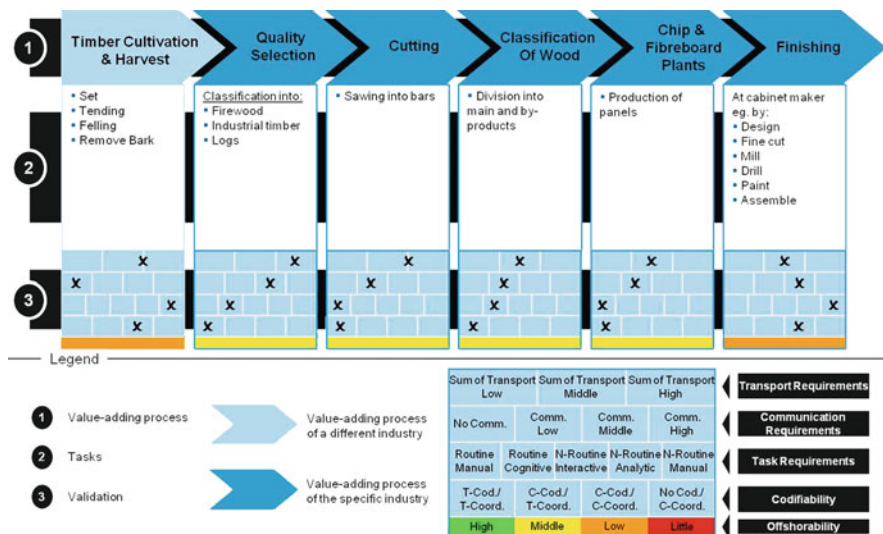 1
Timber Cultivation
& Harvest
Quality
Selection
Cutting
Classification
Of Wood
Chip &
Fibreboard
Plants
Finishing
2
Set
Tending
Felling
Remove Bark
Classification into:
Firewood
Industrial timber
Logs
Sawing into bars
Division into
main and by-
products
Production of
panels
At cabinet maker
eg. by:
Design
Fine cut
Mill
Drill
Paint
Assemble
3
x x x x x x
x x x x x x
x x x x x x
x x x x x x
Legend
1 Value-adding process
2 Tasks
3 Validation
Value-adding process
of a different industry
Value-adding process
of the specific industry
Sum of Transport
Low
Sum of Transport
Middle
Sum of Transport
High
Transport Requirements
No Comm.
Comm.
Low
Comm.
Middle
Comm.
High
Communication
Requirements
Routine
Manual
Routine
Cognitive
N-Routine
Interactive
N-Routine
Analytic
N-Routine
Manual
Task Requirements
T-Cod./
T-Coord.
C-Cod./
T-Coord.
C-Cod./
C-Coord.
No Cod./
C-Coord.
Codifiability
High
Middle
Low
Little
Offshorability